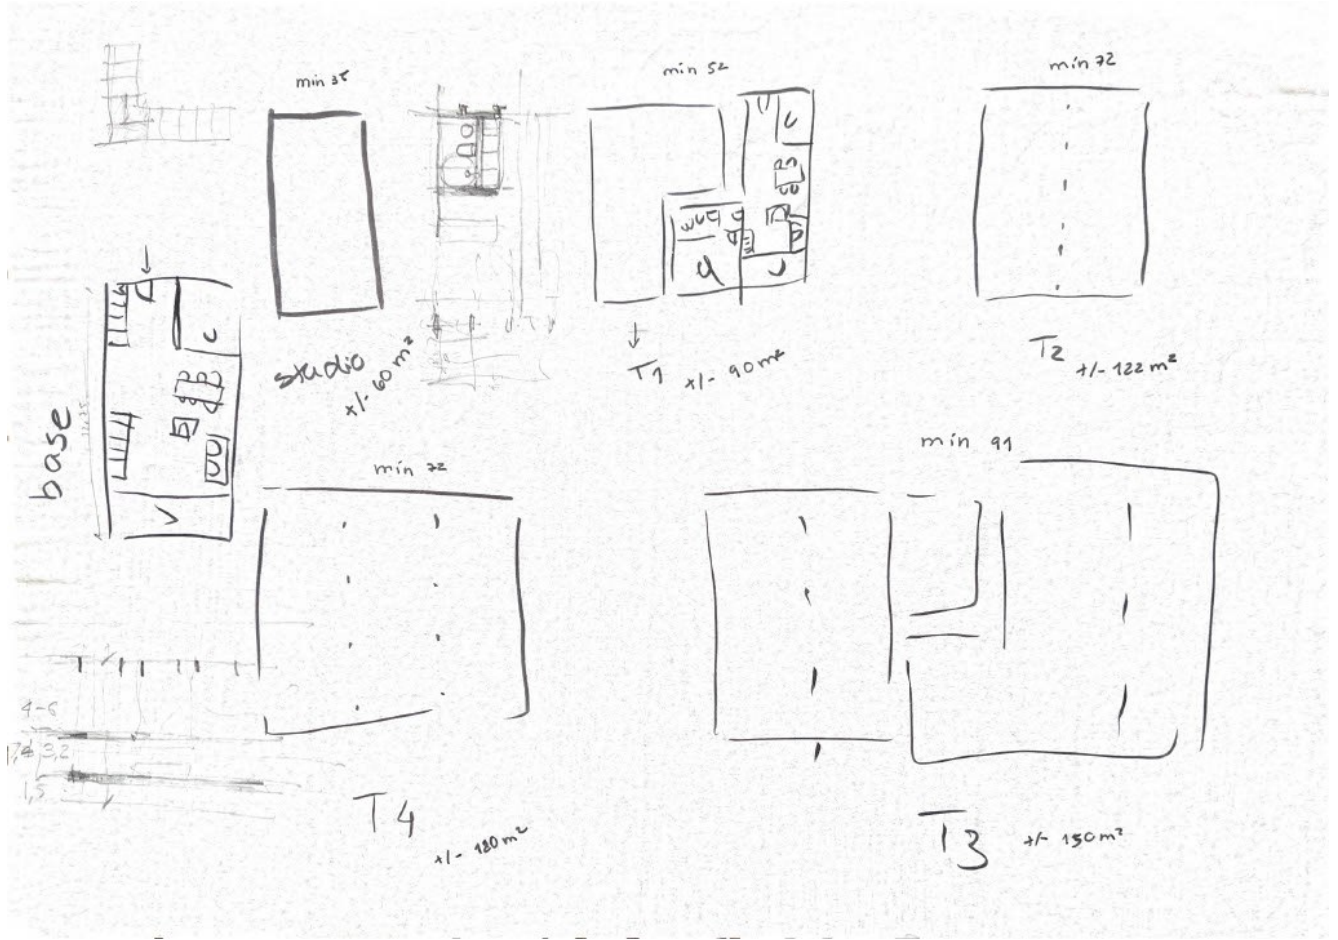 min 35
min 52
min 72
C
C
V
base
studio
+/- 60 m²
T1
+/- 90 m²
T2
+/- 122 m²
min 72
min 91
4-6
3,2
1,5
T4
+/- 180 m²
T3
+/- 150 m²